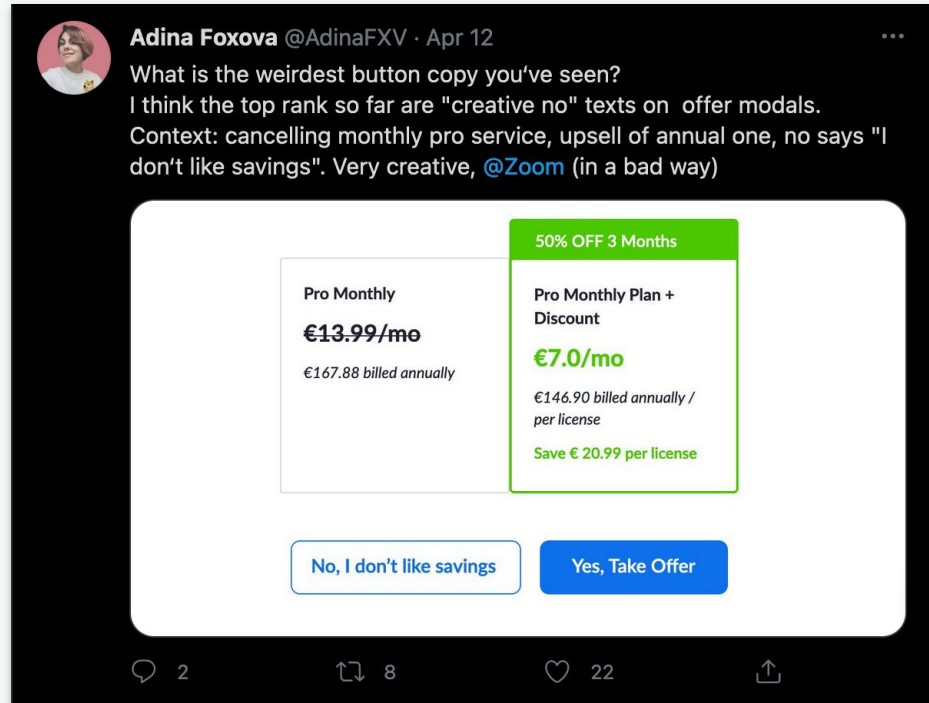 Adina Foxova @AdinaFXV · Apr 12
What is the weirdest button copy you've seen?
I think the top rank so far are "creative no" texts on offer modals.
Context: cancelling monthly pro service, upsell of annual one, no says "I
don't like savings". Very creative, @Zoom (in a bad way)
50% OFF 3 Months
Pro Monthly
€13.99/mo
€167.88 billed annually
Pro Monthly Plan +
Discount
€7.0/mo
€146.90 billed annually /
per license
Save € 20.99 per license
No, I don't like savings
Yes, Take Offer
2
8
22